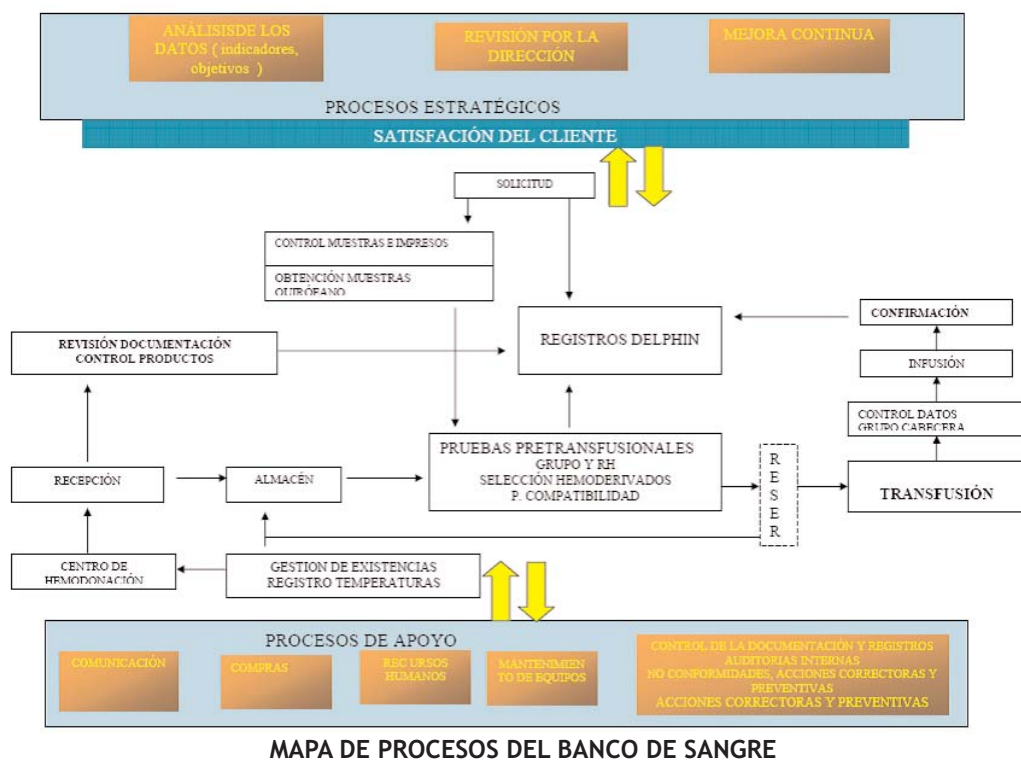 ANÁLISISDE LOS
DATOS ( indicadores,
objetivos )
REVISIÓN POR LA
DIRECCIÓN
MEJORA CONTINUA
PROCESOS ESTRATÉGICOS
SATISFACIÓN DEL CLIENTE
SOLICITUD
CONTROL MUESTRAS E IMPRESOS
OBTENCIÓN MUESTRAS
QUIRÓFANO
REGISTROS DELPHIN
CONFIRMACIÓN
REVISIÓN DOCUMENTACIÓN
CONTROL PRODUCTOS
INFUSIÓN
CONTROL DATOS
GRUPO CABECERA
PRUEBAS PRETRANSFUSIONALES
GRUPO Y RH
SELECCIÓN HEMODERIVADOS
P. COMPATIBILIDAD
R
E
S
E
R
RECEPCIÓN
ALMACÉN
TRANSFUSIÓN
CENTRO DE
HEMODONACIÓN
GESTION DE EXISTENCIAS
REGISTRO TEMPERATURAS
PROCESOS DE APOYO
COMUNICACIÓN
COMPRAS
REC URSOS
HUMANOS
MANTENIMIEN
TO DE EQUIPOS
CONTROL DE LA DOCUMENTACIÓN Y REGISTROS
AUDITORIAS INTERNAS
NO CONFORMIDADES, ACCIONES CORRECTORAS Y
PREVENTIVAS
ACCIONES CORRECTORAS Y PREVENTIVAS
MAPA DE PROCESOS DEL BANCO DE SANGRE